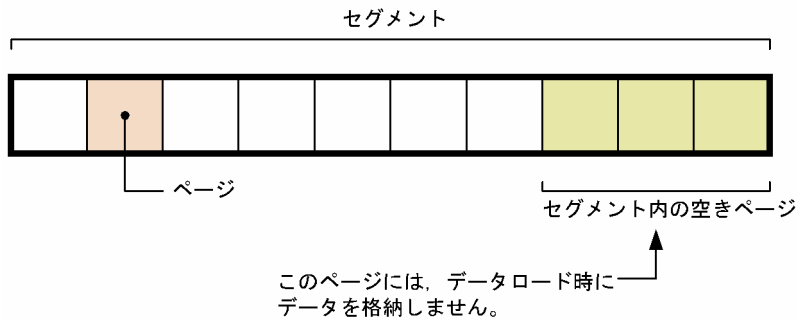 セグメント
ページ
セグメント内の空きページ
このページには，データロード時に
データを格納しません。